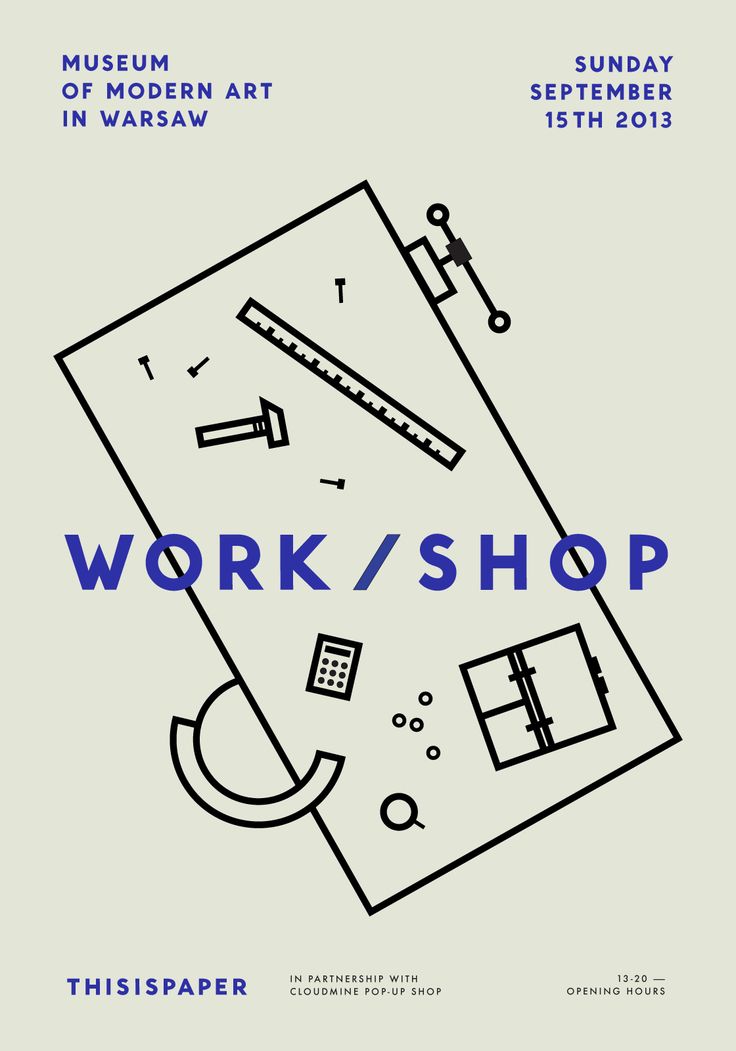 MUSEUM
OF MODERN ART
IN WARSAW
SUNDAY
SEPTEMBER
15TH 2013
WORK/SHOP
THISISPAPER
IN PARTNERSHIP WITH
CLOUDMINE POP-UP SHOP
13-20 —
OPENING HOURS